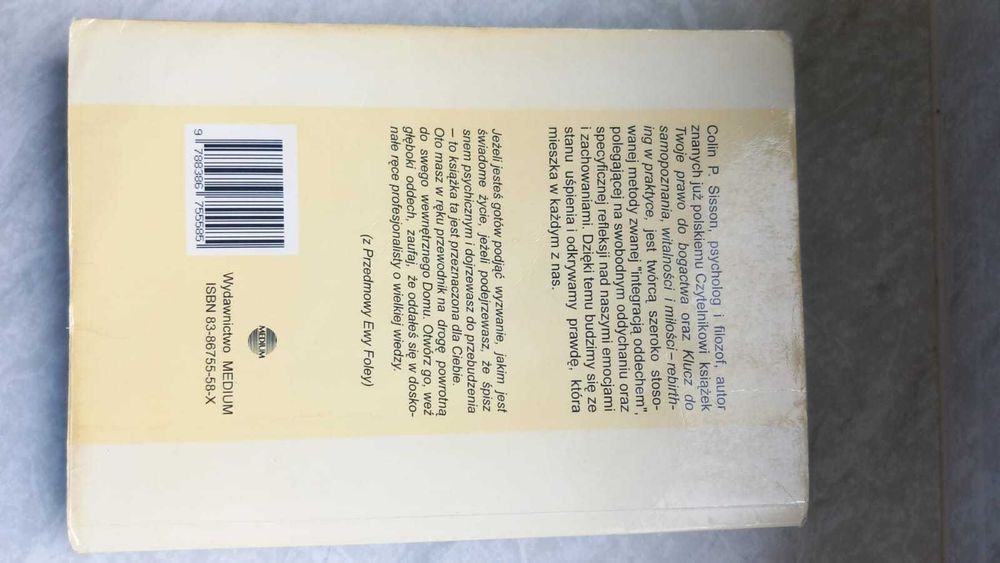 Colin P. Sisson, psycholog i filozof, autor
znanych już polskiemu Czytelnikowi książek
Twoje prawo do bogactwa oraz Klucz do
samopoznania, witalności i miłości – rebirth-
ing w praktyce, jest twórcą szeroko stoso-
wanej metody zwanej "integracją oddechem",
polegającej na swobodnym oddychaniu oraz
specyficznej refleksji nad naszymi emocjami
i zachowaniami. Dzięki temu budzimy się ze
stanu uśpienia i odkrywamy prawdę, która
mieszka w każdym z nas.
Jeżeli jesteś gotów podjąć wyzwanie, jakim jest
świadome życie, jeżeli podejrzewasz, że śpisz
snem psychicznym i dojrzewasz do przebudzenia
– to książka ta jest przeznaczona dla Ciebie.
Oto masz w ręku przewodnik na drogę powrotną
do swego wewnętrznego Domu. Otwórz go, weź
głęboki oddech, zaufaj, że oddałeś się w dosko-
nałe ręce profesjonalisty o wielkiej wiedzy.
(z Przedmowy Ewy Foley)
MEDIUM
Wydawnictwo MEDIUM
ISBN 83-86755-58-X
9 788386 755585